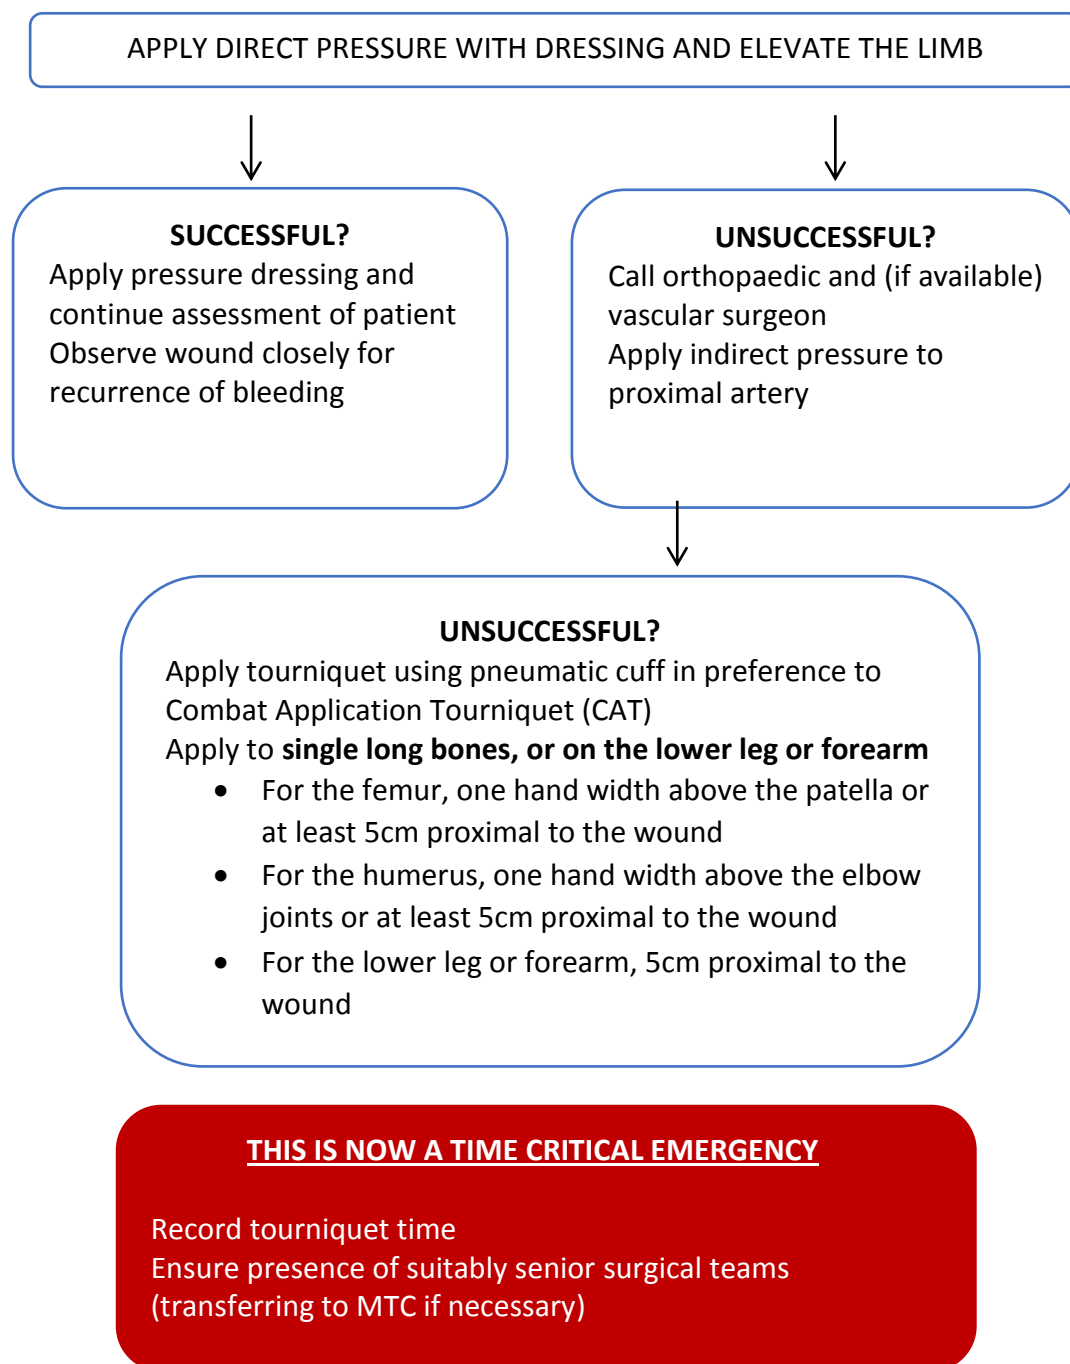 APPLY DIRECT PRESSURE WITH DRESSING AND ELEVATE THE LIMB
SUCCESSFUL?
Apply pressure dressing and
continue assessment of patient
Observe wound closely for
recurrence of bleeding
UNSUCCESSFUL?
Call orthopaedic and (if available)
vascular surgeon
Apply indirect pressure to
proximal artery
UNSUCCESSFUL?
Apply tourniquet using pneumatic cuff in preference to
Combat Application Tourniquet (CAT)
Apply to single long bones, or on the lower leg or forearm
• For the femur, one hand width above the patella or
at least 5cm proximal to the wound
• For the humerus, one hand width above the elbow
joints or at least 5cm proximal to the wound
• For the lower leg or forearm, 5cm proximal to the
wound
THIS IS NOW A TIME CRITICAL EMERGENCY
Record tourniquet time
Ensure presence of suitably senior surgical teams
(transferring to MTC if necessary)